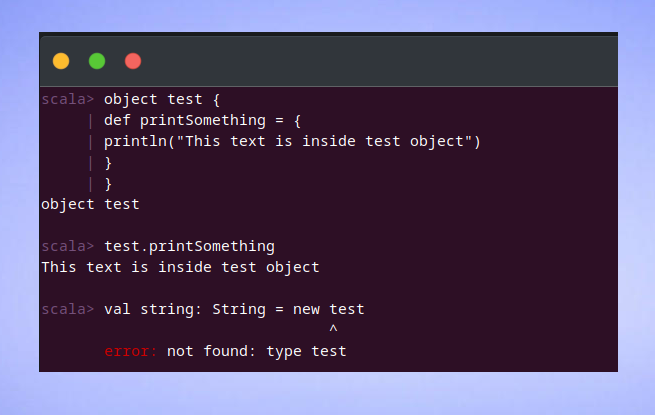 scala> object test {
     | def printSomething = {
     | println("This text is inside test object")
     | }
     | }
object test
scala> test.printSomething
This text is inside test object
scala> val string: String = new test
                                ^
       error: not found: type test